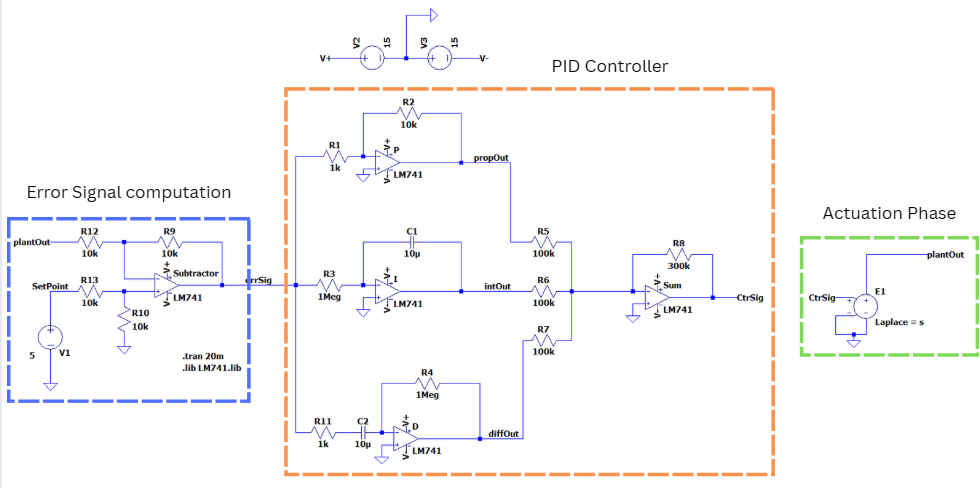 V2
15
V3
15
V+
V-
PID Controller
R2
10k
R1
1k
V+
P
V-
LM741
propOut
Error Signal computation
plantOut
R12
10k
R9
10k
SetPoint
R13
10k
V+
Subtractor
V-
LM741
R10
10k
5
V1
.tran 20m
.lib LM741.lib
errSig
C1
10µ
R3
1Meg
V+
I
V-
LM741
intOut
R5
100k
R6
100k
R7
100k
R8
300k
V+
Sum
V-
LM741
CtrSig
R4
1Meg
R11
1k
C2
10µ
V+
D
V-
LM741
diffOut
Actuation Phase
plantOut
CtrSig
E1
Laplace = s